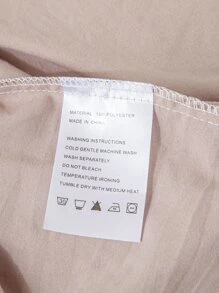 MATERIAL: 100 POLYESTER
MADE IN CHINA
WASHING INSTRUCTIONS
COLD GENTLE MACHINE WASH
WASH SEPARATELY
DO NOT BLEACH
TEMPERATURE IRONING
TUMBLE DRY WITH MEDIUM HEAT